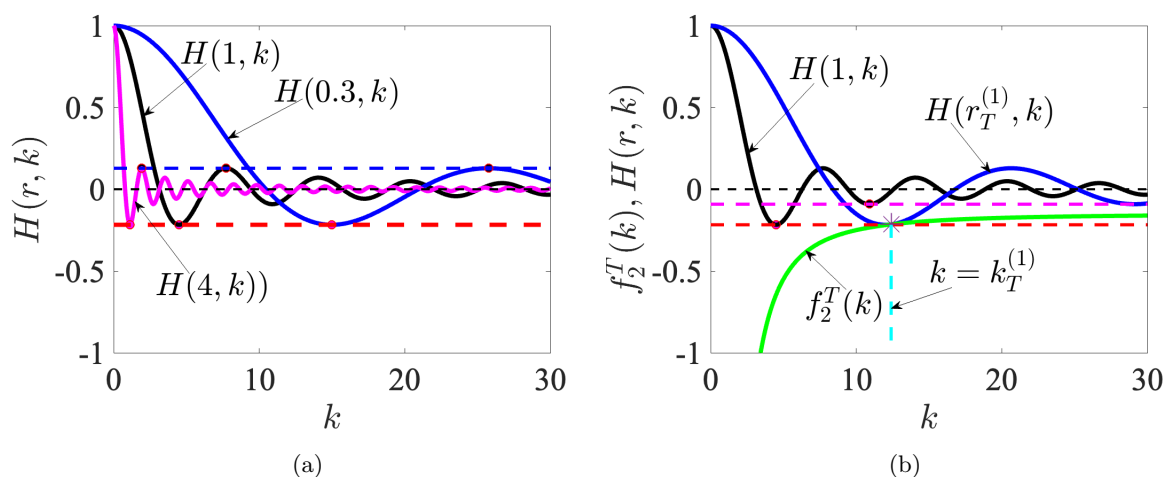 H(r, k)
1
0.5
0
-0.5
-1
H(1, k)
H(0.3, k)
H(4, k))
0
10
20
30
k
(a)
f_2^T(k), H(r, k)
1
0.5
0
-0.5
-1
H(1, k)
H(r_T^{(1)}, k)
k = k_T^{(1)}
f_2^T(k)
0
10
20
30
k
(b)